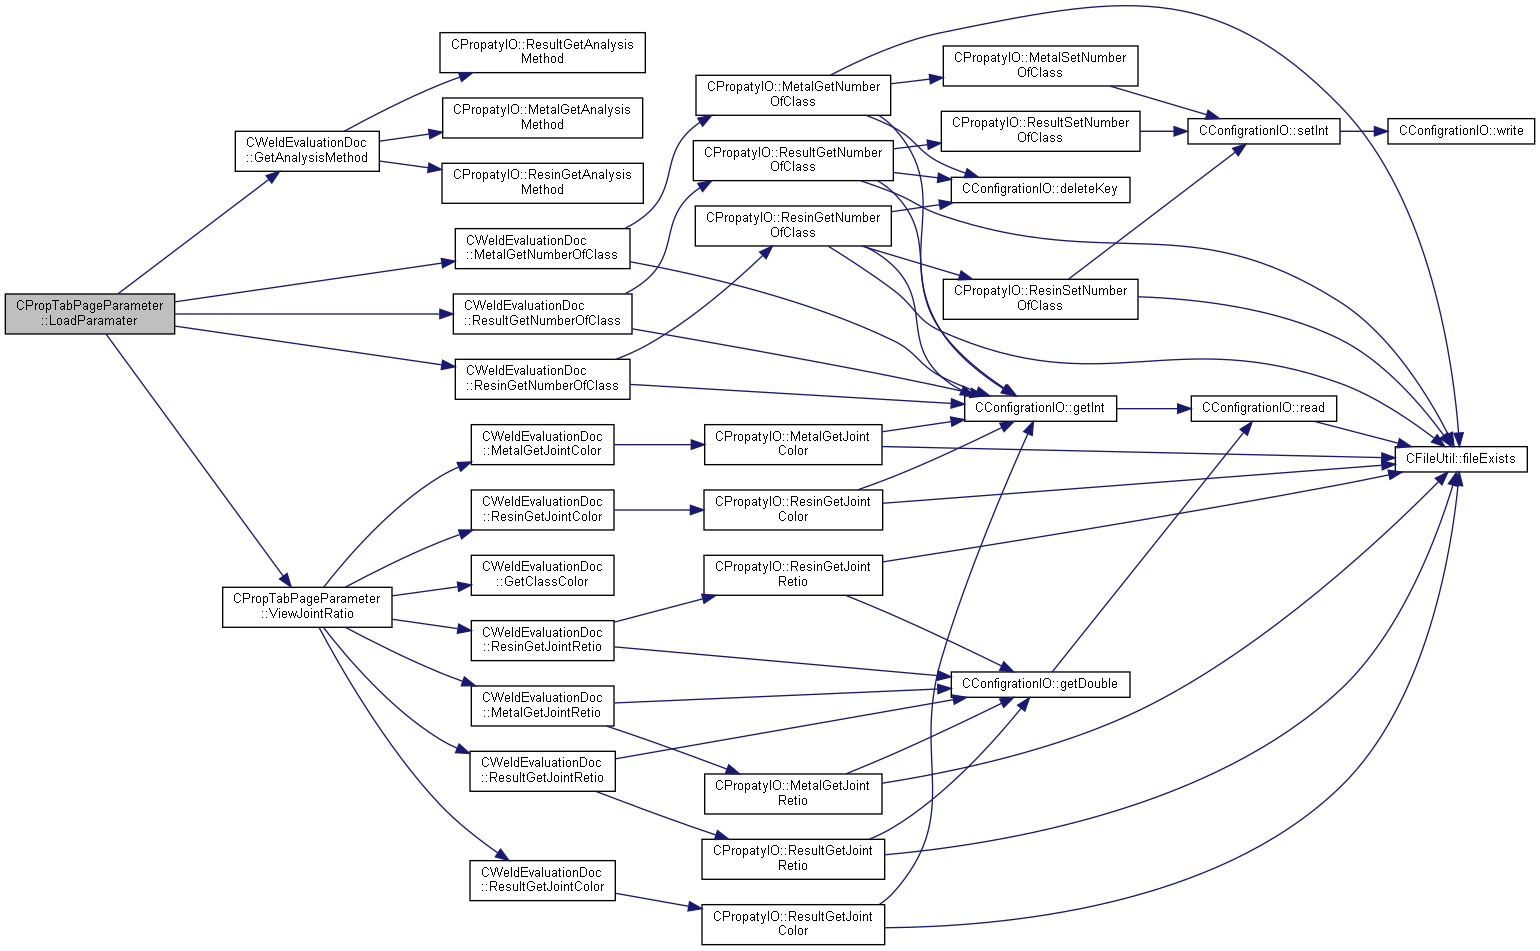 CPropTabPageParameter
::LoadParamater
CWeldEvaluationDoc
::GetAnalysisMethod
CPropatyIO::ResultGetAnalysis
Method
CPropatyIO::MetalGetAnalysis
Method
CPropatyIO::ResinGetAnalysis
Method
CWeldEvaluationDoc
::MetalGetNumberOfClass
CWeldEvaluationDoc
::ResultGetNumberOfClass
CWeldEvaluationDoc
::ResinGetNumberOfClass
CPropatyIO::MetalGetNumber
OfClass
CPropatyIO::ResultGetNumber
OfClass
CPropatyIO::ResinGetNumber
OfClass
CPropatyIO::MetalSetNumber
OfClass
CPropatyIO::ResultSetNumber
OfClass
CConfigrationIO::deleteKey
CPropatyIO::ResinSetNumber
OfClass
CConfigrationIO::setInt
CConfigrationIO::write
CConfigrationIO::getInt
CConfigrationIO::read
CFileUtil::fileExists
CPropTabPageParameter
::ViewJointRatio
CWeldEvaluationDoc
::MetalGetJointColor
CWeldEvaluationDoc
::ResinGetJointColor
CWeldEvaluationDoc
::GetClassColor
CWeldEvaluationDoc
::ResinGetJointRetio
CWeldEvaluationDoc
::MetalGetJointRetio
CWeldEvaluationDoc
::ResultGetJointRetio
CWeldEvaluationDoc
::ResultGetJointColor
CPropatyIO::MetalGetJoint
Color
CPropatyIO::ResinGetJoint
Color
CPropatyIO::ResinGetJoint
Retio
CConfigrationIO::getDouble
CPropatyIO::MetalGetJoint
Retio
CPropatyIO::ResultGetJoint
Retio
CPropatyIO::ResultGetJoint
Color